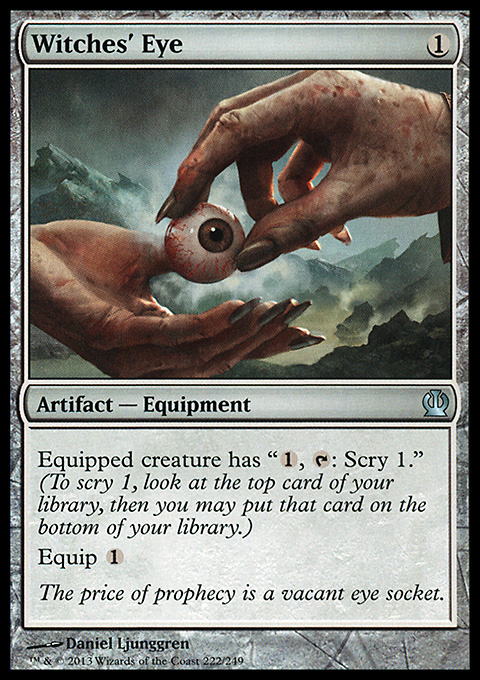 Witches' Eye 1
Artifact — Equipment
Equipped creature has “1, : Scry 1.”
(To scry 1, look at the top card of your
library, then you may put that card on the
bottom of your library.)
Equip 1
The price of prophecy is a vacant eye socket.
Daniel Ljunggren
™ & © 2013 Wizards of the Coast 222/249